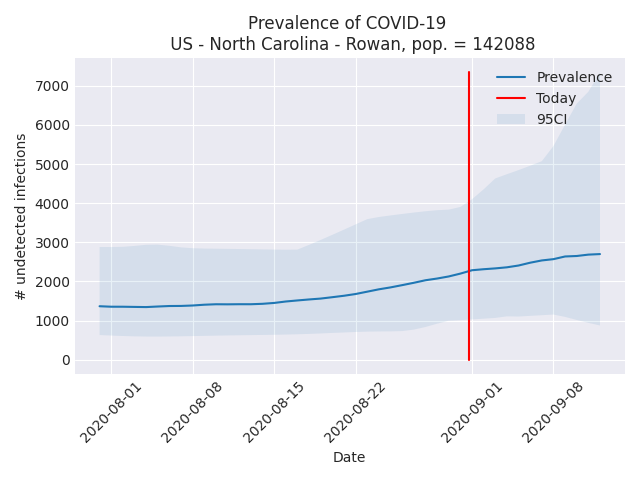 Prevalence of COVID-19
US - North Carolina - Rowan, pop. = 142088
Prevalence
Today
95CI
# undetected infections
7000
6000
5000
4000
3000
2000
1000
0
2020-08-01
2020-08-08
2020-08-15
2020-08-22
2020-09-01
2020-09-08
Date